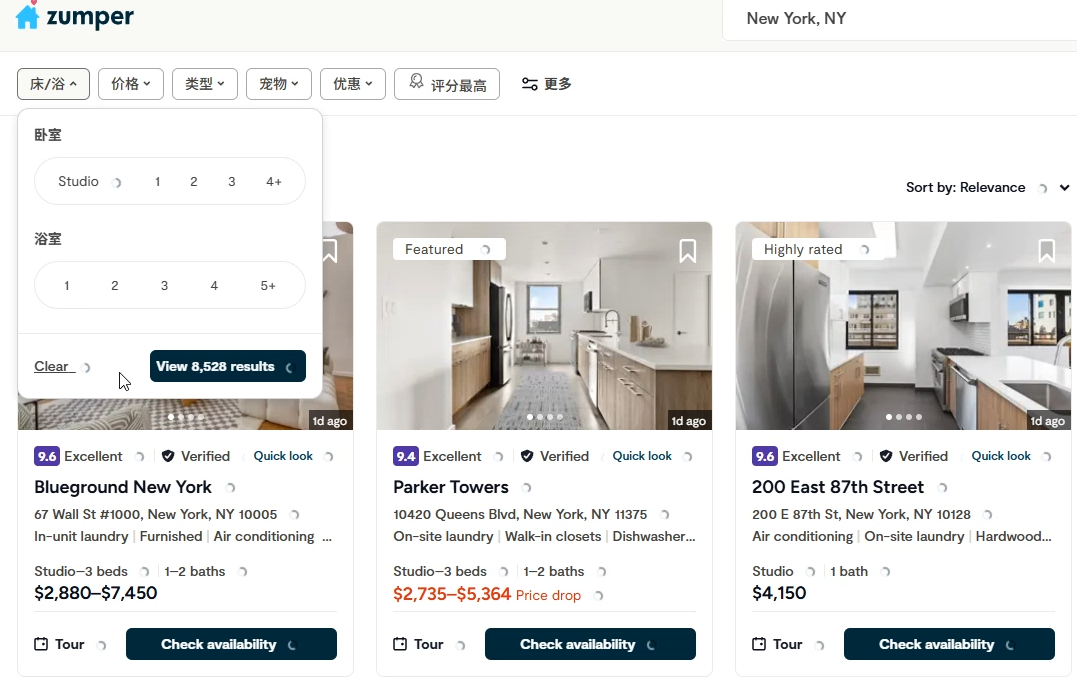 zumper
New York, NY
床/浴
价格
类型
宠物
优惠
评分最高
更多
卧室
Studio
1
2
3
4+
浴室
1
2
3
4
5+
Clear
View 8,528 results
Sort by: Relevance
Featured
Highly rated
1d ago
1d ago
1d ago
9.6 Excellent Verified Quick look
Blueground New York
67 Wall St #1000, New York, NY 10005
In-unit laundry | Furnished | Air conditioning ...
Studio–3 beds | 1–2 baths
$2,880–$7,450
Tour
Check availability
9.4 Excellent Verified Quick look
Parker Towers
10420 Queens Blvd, New York, NY 11375
On-site laundry | Walk-in closets | Dishwasher...
Studio–3 beds | 1–2 baths
$2,735–$5,364 Price drop
Tour
Check availability
9.6 Excellent Verified Quick look
200 East 87th Street
200 E 87th St, New York, NY 10128
Air conditioning | On-site laundry | Hardwood...
Studio | 1 bath
$4,150
Tour
Check availability